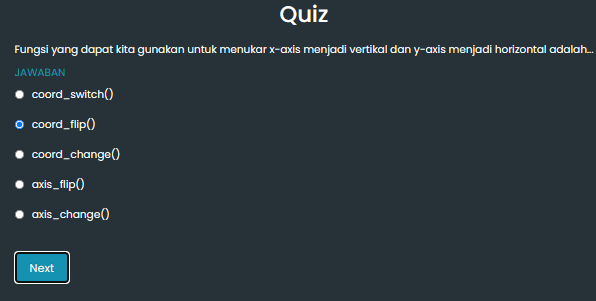 Quiz
Fungsi yang dapat kita gunakan untuk menukar x-axis menjadi vertikal dan y-axis menjadi horizontal adalah...
JAWABAN
coord_switch()
coord_flip()
coord_change()
axis_flip()
axis_change()
Next